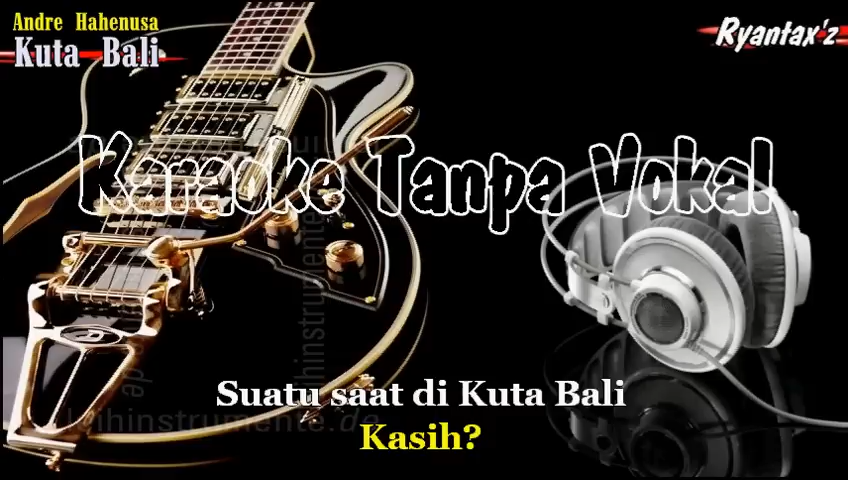 Andre Hahenusa
Kuta Bali
Ryantax'z
Karaoke Tanpa Vokal
Suatu saat di Kuta Bali
Kasih?